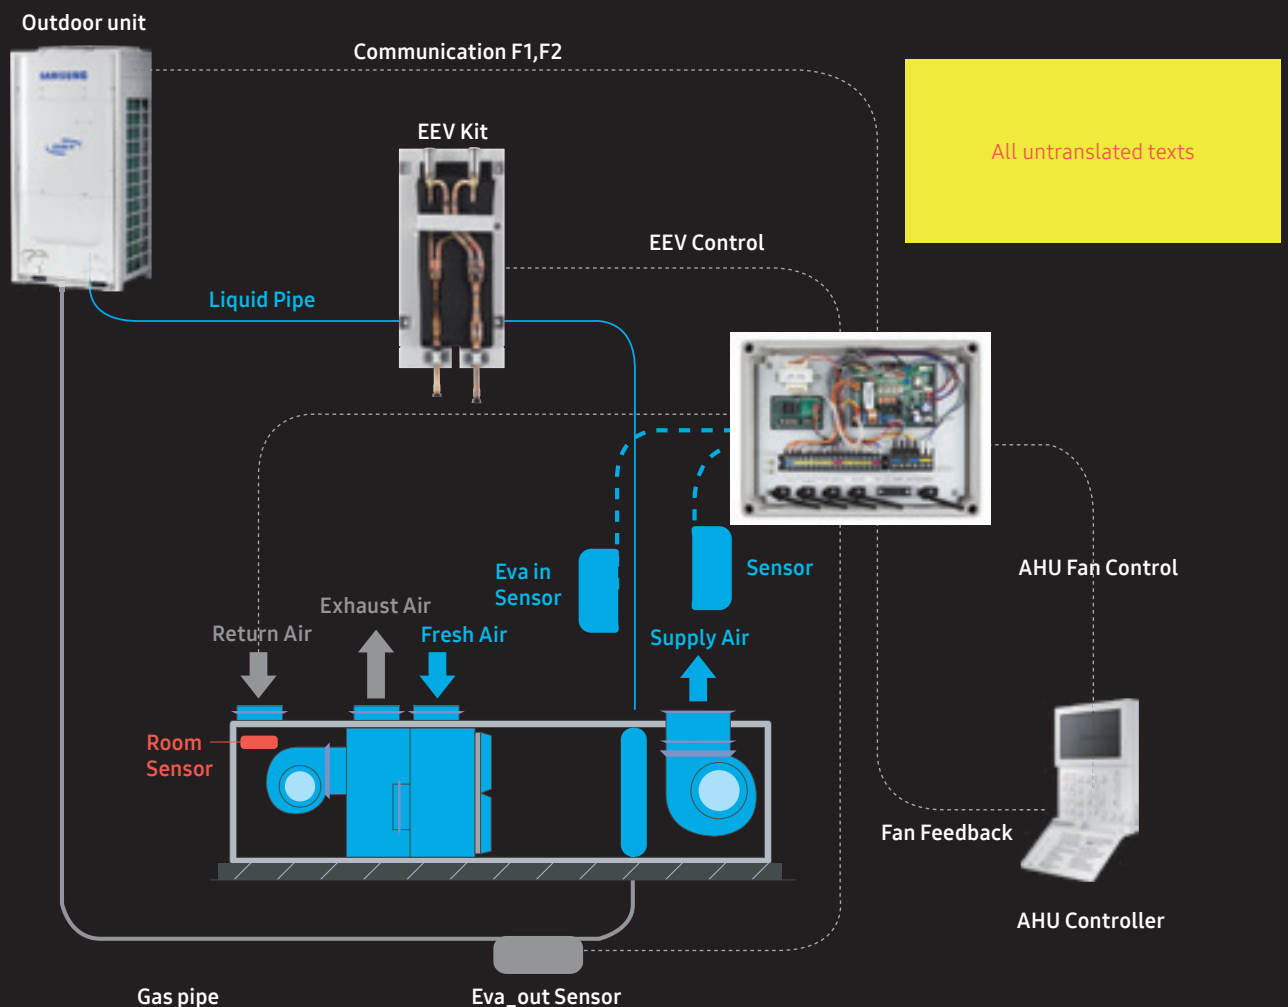 Outdoor unit
Communication F1,F2
SAMSUNG
All untranslated texts
EEV Kit
EEV Control
Liquid Pipe
Eva in
Sensor
Sensor
AHU Fan Control
Exhaust Air
Return Air
Fresh Air
Supply Air
Room
Sensor
Fan Feedback
AHU Controller
Gas pipe
Eva_out Sensor